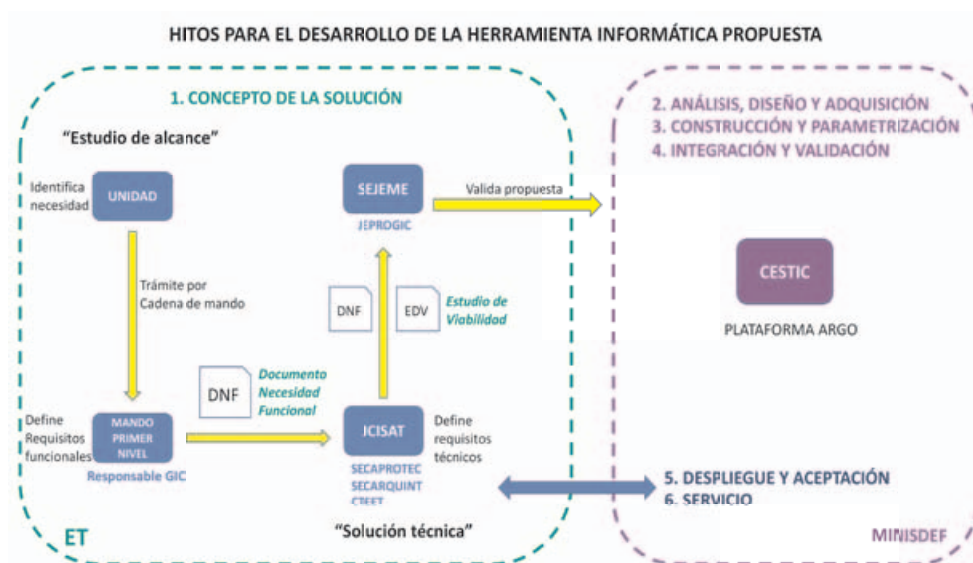 HITOS PARA EL DESARROLLO DE LA HERRAMIENTA INFORMÁTICA PROPUESTA
1. CONCEPTO DE LA SOLUCIÓN
“Estudio de alcance”
Identifica
necesidad
UNIDAD
SEJEME
JEPROGIC
Valida propuesta
Trámite por
Cadena de mando
DNF
EDV
Estudio de
Viabilidad
DNF
Documento
Necesidad
Funcional
Define
Requisitos
funcionales
MANDO
PRIMER
NIVEL
Responsable GIC
JCISAT
Define
requisitos
técnicos
SECAPROTEC
SECARQUINT
“Solución técnica”
ET
2. ANÁLISIS, DISEÑO Y ADQUISICIÓN
3. CONSTRUCCIÓN Y PARAMETRIZACIÓN
4. INTEGRACIÓN Y VALIDACIÓN
CESTIC
PLATAFORMA ARGO
5. DESPLIEGUE Y ACEPTACIÓN
6. SERVICIO
MINISDEF